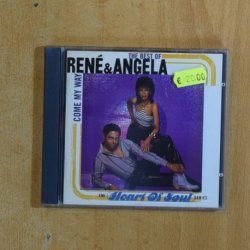 THE BEST OF
RENÉ & ANGELA
COME MY WAY
€ 20,00
THE Heart Of Soul SERIES